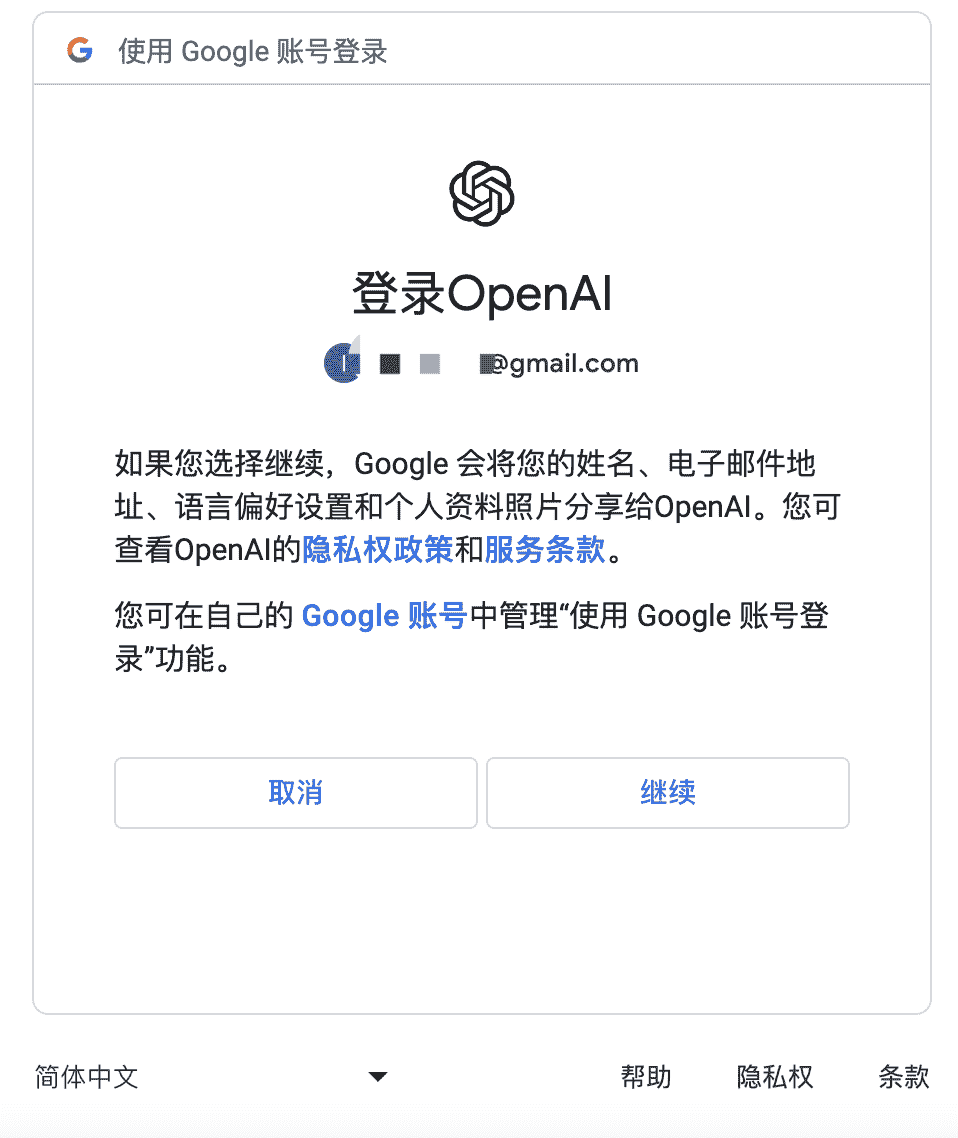 使用 Google 账号登录
登录OpenAI
@gmail.com
如果您选择继续，Google 会将您的姓名、电子邮件地
址、语言偏好设置和个人资料照片分享给OpenAI。您可
查看OpenAI的隐私权政策和服务条款。
您可在自己的 Google 账号中管理“使用 Google 账号登
录”功能。
取消 继续
简体中文 帮助 隐私权 条款